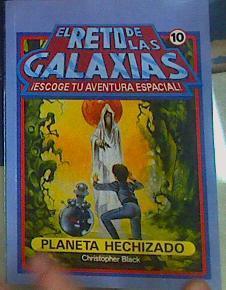 EL RETO DE
LAS
10
GALAXIAS
¡ESCOGE TU AVENTURA ESPACIAL!
PLANETA HECHIZADO
Christopher Black